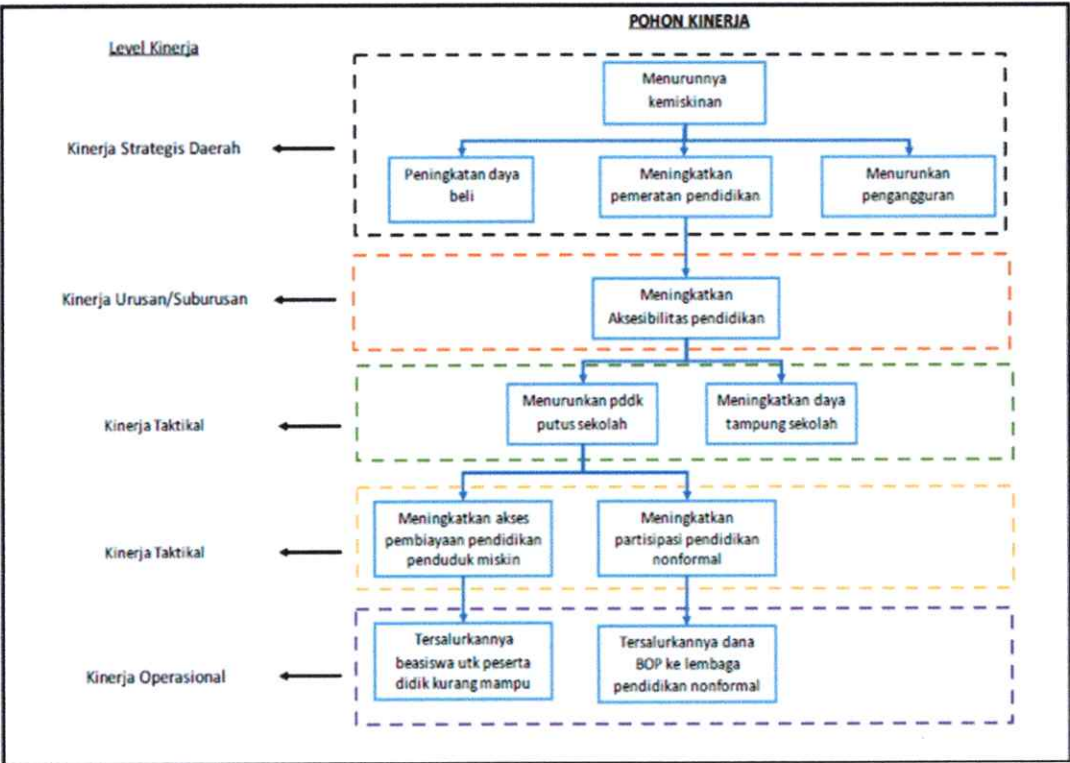 POHON KINERJA
Level Kinerja
Menurunnya
kemiskinan
Kinerja Strategis Daerah
Peningkatan daya
beli
Meningkatkan
pemeratan pendidikan
Menurunkan
pengangguran
Kinerja Urusan/Suburusan
Meningkatkan
Aksesibilitas pendidikan
Kinerja Taktikal
Menurunkan pddk
putus sekolah
Meningkatkan daya
tampung sekolah
Kinerja Taktikal
Meningkatkan akses
pembiayaan pendidikan
penduduk miskin
Meningkatkan
partisipasi pendidikan
nonformal
Kinerja Operasional
Tersalurkannya
beasiswa utk peserta
didik kurang mampu
Tersalurkannya dana
BOP ke lembaga
pendidikan nonformal